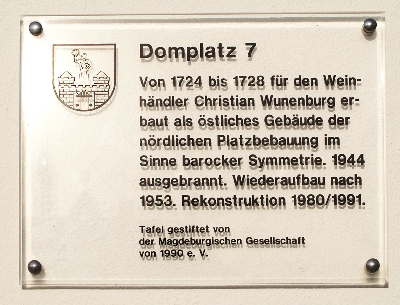 Domplatz 7
Von 1724 bis 1728 für den Wein-
händler Christian Wunenburg er-
baut als östliches Gebäude der
nördlichen Platzbebauung im
Sinne barocker Symmetrie. 1944
ausgebrannt. Wiederaufbau nach
1953. Rekonstruktion 1980/1991.
Tafel gestiftet von
der Magdeburgischen Gesellschaft
von 1990 e. V.